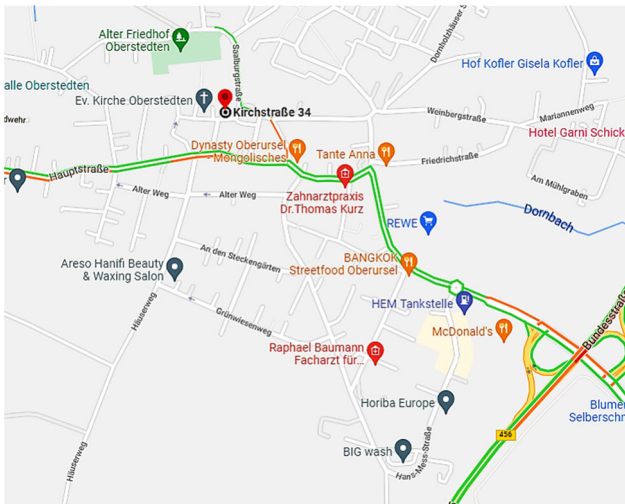 Alter Friedhof
Oberstedten
Saalburgstraße
Dornholzhäuser S
Hof Kofler Gisela Kofler
alle Oberstedten
Ev. Kirche Oberstedten
Kirchstraße 34
Weinbergstraße
Mariannenweg
dwehr
Hotel Garni Schick
Dynasty Oberursel
Mongolisches
Tante Anna
Friedrichstraße
Hauptstraße
Zahnarztpraxis
Dr.Thomas Kurz
Am Mühlgraben
Alter Weg
Alter Weg
Dornbach
REWE
An den Steckengärten
BANGKOK
Streetfood Oberursel
Areso Hanifi Beauty
& Waxing Salon
Häuserweg
Grünwiesenweg
HEM Tankstelle
McDonald's
Bundesstraße
Raphael Baumann
Facharzt für...
Horiba Europe
Blumen
Selberschn
456
BIG wash
Hans-Mess-Straße
Häuserweg